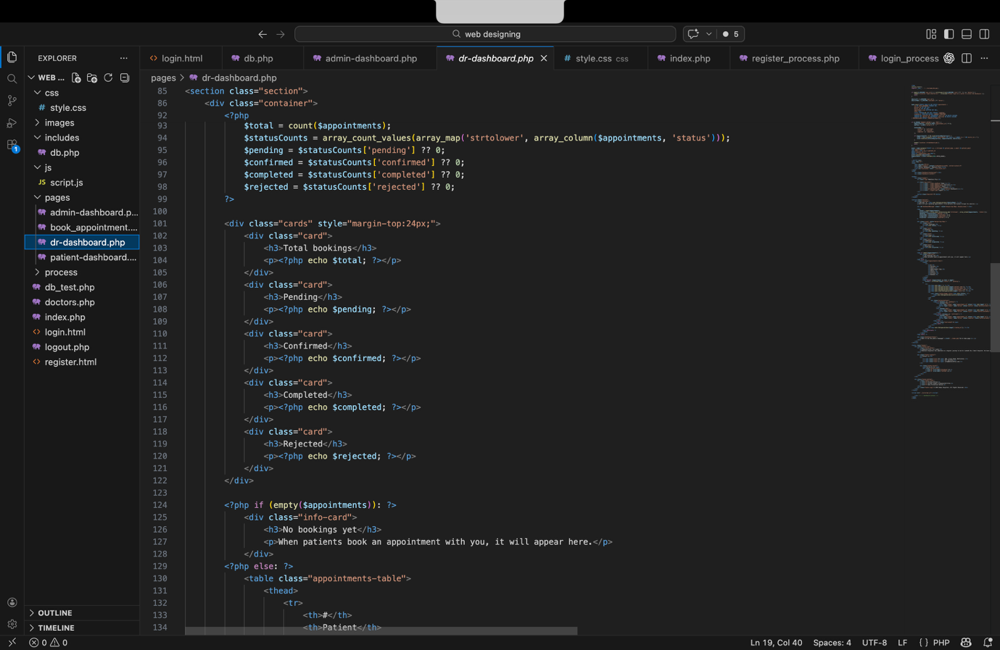 web designing
5
EXPLORER
login.html
db.php
admin-dashboard.php
dr-dashboard.php
style.css css
index.php
register_process.php
login_process
WEB ...
pages > dr-dashboard.php
css
style.css
images
includes
db.php
js
JS script.js
pages
admin-dashboard.p...
book_appointment....
dr-dashboard.php
patient-dashboard....
process
db_test.php
doctors.php
index.php
login.html
logout.php
register.html
OUTLINE
TIMELINE
1
85 <section class="section">
86 <div class="container">
92 <?php
93 $total = count($appointments);
94 $statusCounts = array_count_values(array_map('strtolower', array_column($appointments, 'status')));
95 $pending = $statusCounts['pending'] ?? 0;
96 $confirmed = $statusCounts['confirmed'] ?? 0;
97 $completed = $statusCounts['completed'] ?? 0;
98 $rejected = $statusCounts['rejected'] ?? 0;
99 ?>
100
101 <div class="cards" style="margin-top:24px;">
102 <div class="card">
103 <h3>Total bookings</h3>
104 <p><?php echo $total; ?></p>
105 </div>
106 <div class="card">
107 <h3>Pending</h3>
108 <p><?php echo $pending; ?></p>
109 </div>
110 <div class="card">
111 <h3>Confirmed</h3>
112 <p><?php echo $confirmed; ?></p>
113 </div>
114 <div class="card">
115 <h3>Completed</h3>
116 <p><?php echo $completed; ?></p>
117 </div>
118 <div class="card">
119 <h3>Rejected</h3>
120 <p><?php echo $rejected; ?></p>
121 </div>
122 </div>
123
124 <?php if (empty($appointments)): ?>
125 <div class="info-card">
126 <h3>No bookings yet</h3>
127 <p>When patients book an appointment with you, it will appear here.</p>
128 </div>
129 <?php else: ?>
130 <table class="appointments-table">
131 <thead>
132 <tr>
133 <th>#</th>
134 <th>Patient</th>
0 0
Ln 19, Col 40
Spaces: 4
UTF-8
LF
{ } PHP